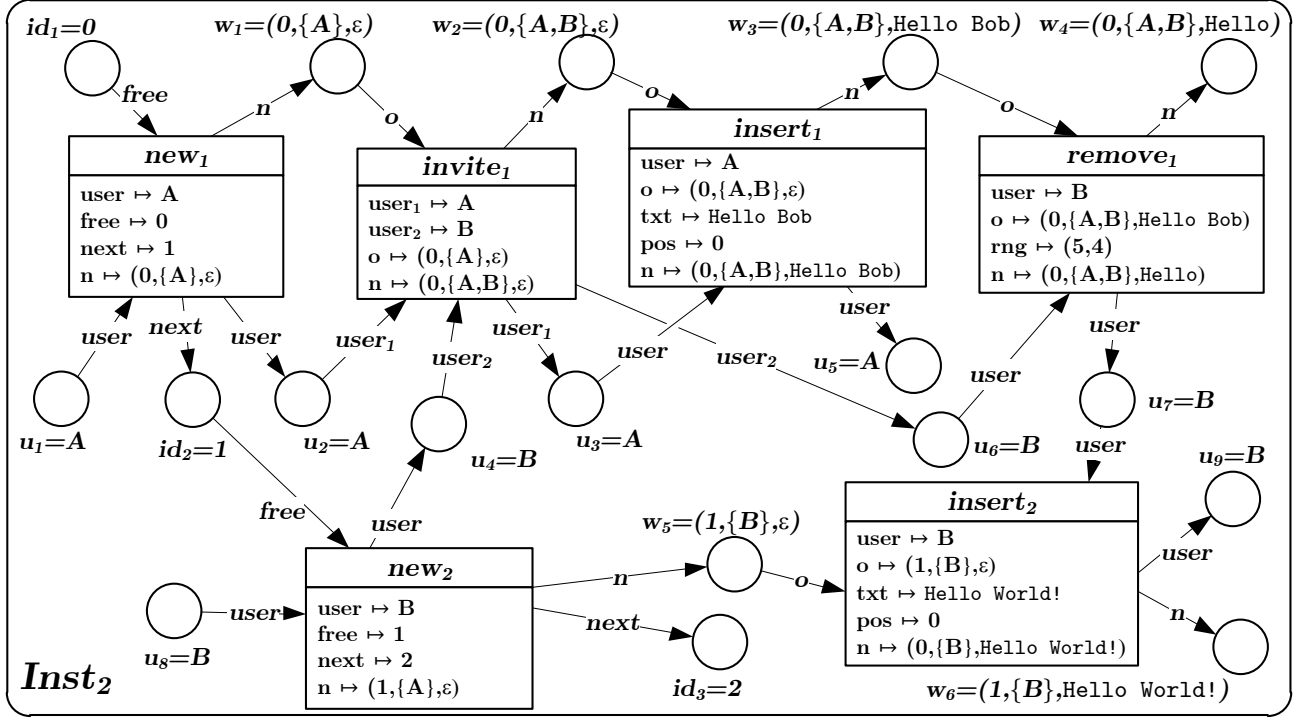 id₁=0
w₁=(0,{A},ε)
w₂=(0,{A,B},ε)
w₃=(0,{A,B},Hello Bob)
w₄=(0,{A,B},Hello)
free
n
o
n
o
n
o
n
new₁
user ↦ A
free ↦ 0
next ↦ 1
n ↦ (0,{A},ε)
invite₁
user₁ ↦ A
user₂ ↦ B
o ↦ (0,{A},ε)
n ↦ (0,{A,B},ε)
insert₁
user ↦ A
o ↦ (0,{A,B},ε)
txt ↦ Hello Bob
pos ↦ 0
n ↦ (0,{A,B},Hello Bob)
remove₁
user ↦ B
o ↦ (0,{A,B},Hello Bob)
rng ↦ (5,4)
n ↦ (0,{A,B},Hello)
user
next
user
user₁
user₂
user₁
user
user₂
user
user
user
u₁=A
id₂=1
u₂=A
u₄=B
u₃=A
u₅=A
u₆=B
u₇=B
user
u₉=B
free
user
new₂
user ↦ B
free ↦ 1
next ↦ 2
n ↦ (1,{A},ε)
user
u₈=B
n
next
w₅=(1,{B},ε)
o
id₃=2
insert₂
user ↦ B
o ↦ (1,{B},ε)
txt ↦ Hello World!
pos ↦ 0
n ↦ (0,{B},Hello World!)
user
n
w₆=(1,{B},Hello World!)
Inst₂